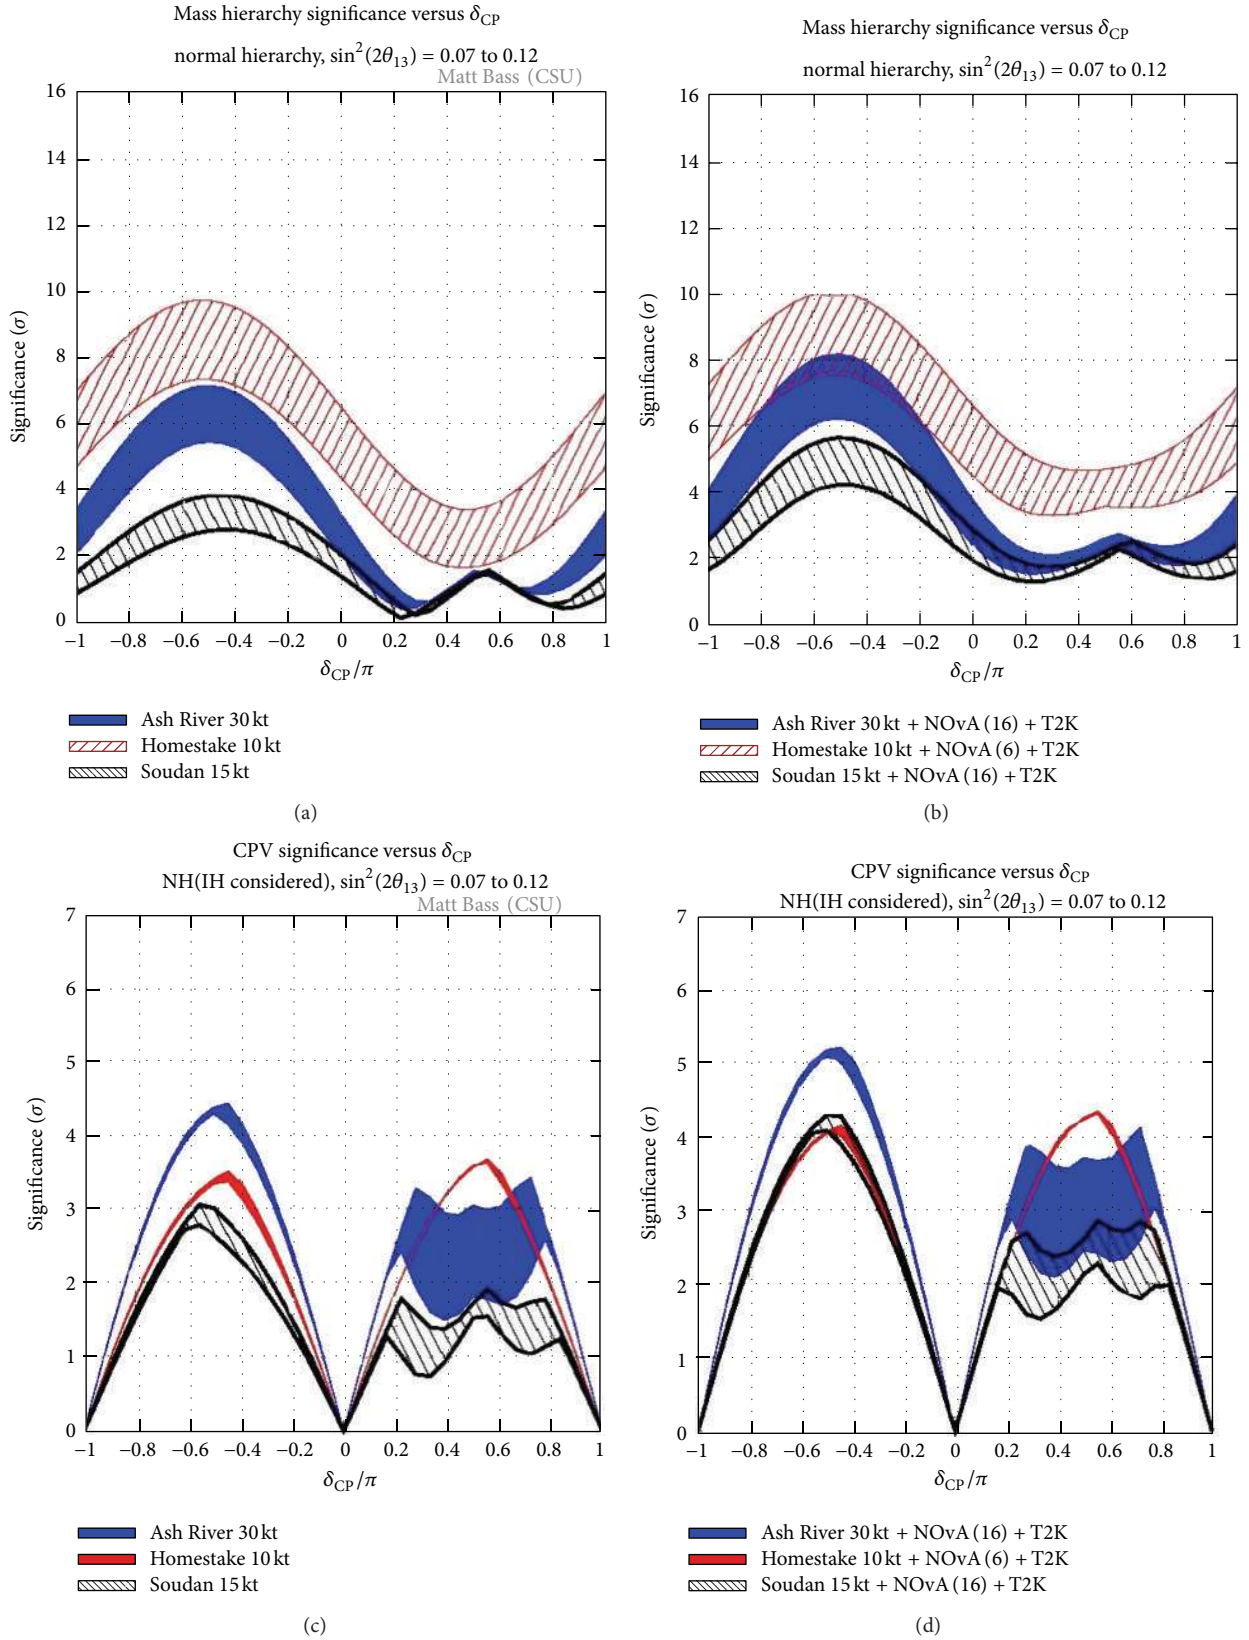 Mass hierarchy significance versus δCP
normal hierarchy, sin²(2θ₁₃) = 0.07 to 0.12
Matt Bass (CSU)
16
14
12
10
8
6
4
2
0
Significance (σ)
−1 −0.8 −0.6 −0.4 −0.2 0 0.2 0.4 0.6 0.8 1
δCP/π
Ash River 30 kt
Homestake 10 kt
Soudan 15 kt
(a)
Mass hierarchy significance versus δCP
normal hierarchy, sin²(2θ₁₃) = 0.07 to 0.12
16
14
12
10
8
6
4
2
0
Significance (σ)
−1 −0.8 −0.6 −0.4 −0.2 0 0.2 0.4 0.6 0.8 1
δCP/π
Ash River 30 kt + NOvA (16) + T2K
Homestake 10 kt + NOvA (6) + T2K
Soudan 15 kt + NOvA (16) + T2K
(b)
CPV significance versus δCP
NH(IH considered), sin²(2θ₁₃) = 0.07 to 0.12
Matt Bass (CSU)
7
6
5
4
3
2
1
0
Significance (σ)
−1 −0.8 −0.6 −0.4 −0.2 0 0.2 0.4 0.6 0.8 1
δCP/π
Ash River 30 kt
Homestake 10 kt
Soudan 15 kt
(c)
CPV significance versus δCP
NH(IH considered), sin²(2θ₁₃) = 0.07 to 0.12
7
6
5
4
3
2
1
0
Significance (σ)
−1 −0.8 −0.6 −0.4 −0.2 0 0.2 0.4 0.6 0.8 1
δCP/π
Ash River 30 kt + NOvA (16) + T2K
Homestake 10 kt + NOvA (6) + T2K
Soudan 15 kt + NOvA (16) + T2K
(d)